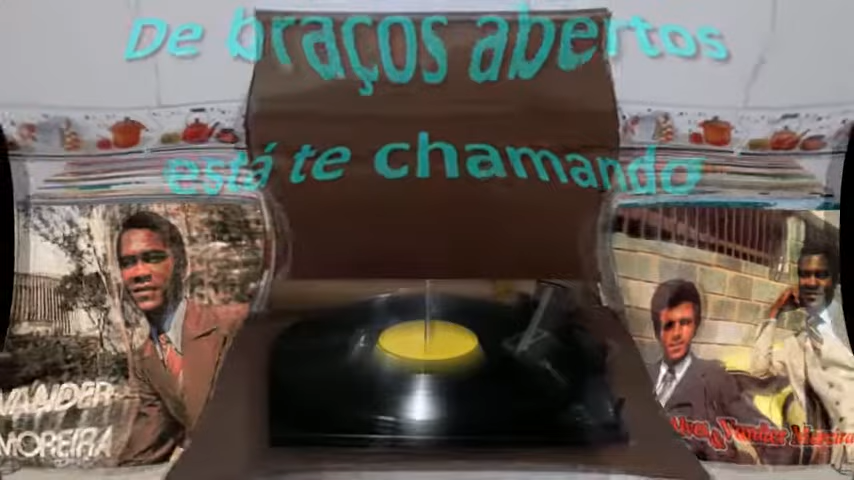 De braços abertos
está te chamando
VANDER
MOREIRA
Vander Moreira